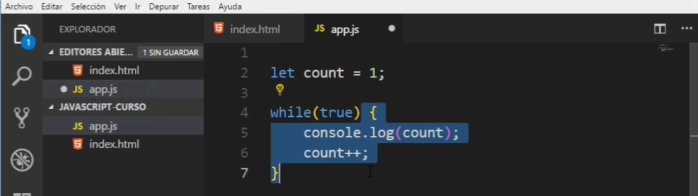 Archivo Editar Selección Ver Ir Depurar Tareas Ayuda
EXPLORADOR
EDITORES ABIE... 1 SIN GUARDAR
index.html
JS app.js
JAVASCRIPT-CURSO
JS app.js
index.html
1
index.html JS app.js
1
2 let count = 1;
3
4 while(true) {
5 console.log(count);
6 count++;
7 }